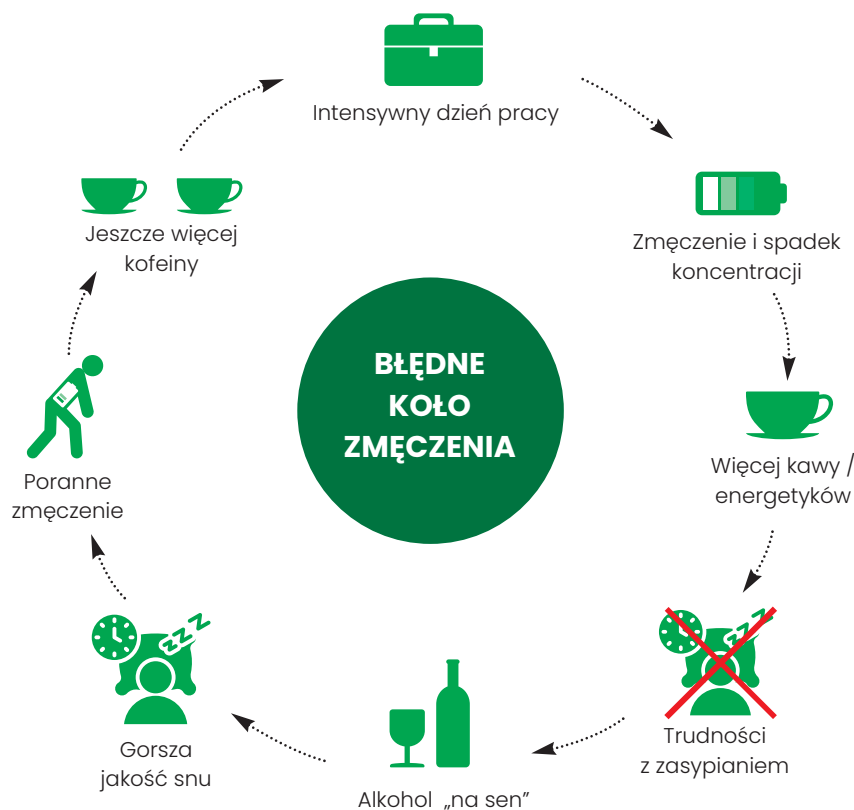 BŁĘDNE
KOŁO
ZMĘCZENIA
Intensywny dzień pracy
Zmęczenie i spadek
koncentracji
Więcej kawy /
energetyków
Trudności
z zasypianiem
Alkohol „na sen”
Gorsza
jakość snu
Poranne
zmęczenie
Jeszcze więcej
kofeiny